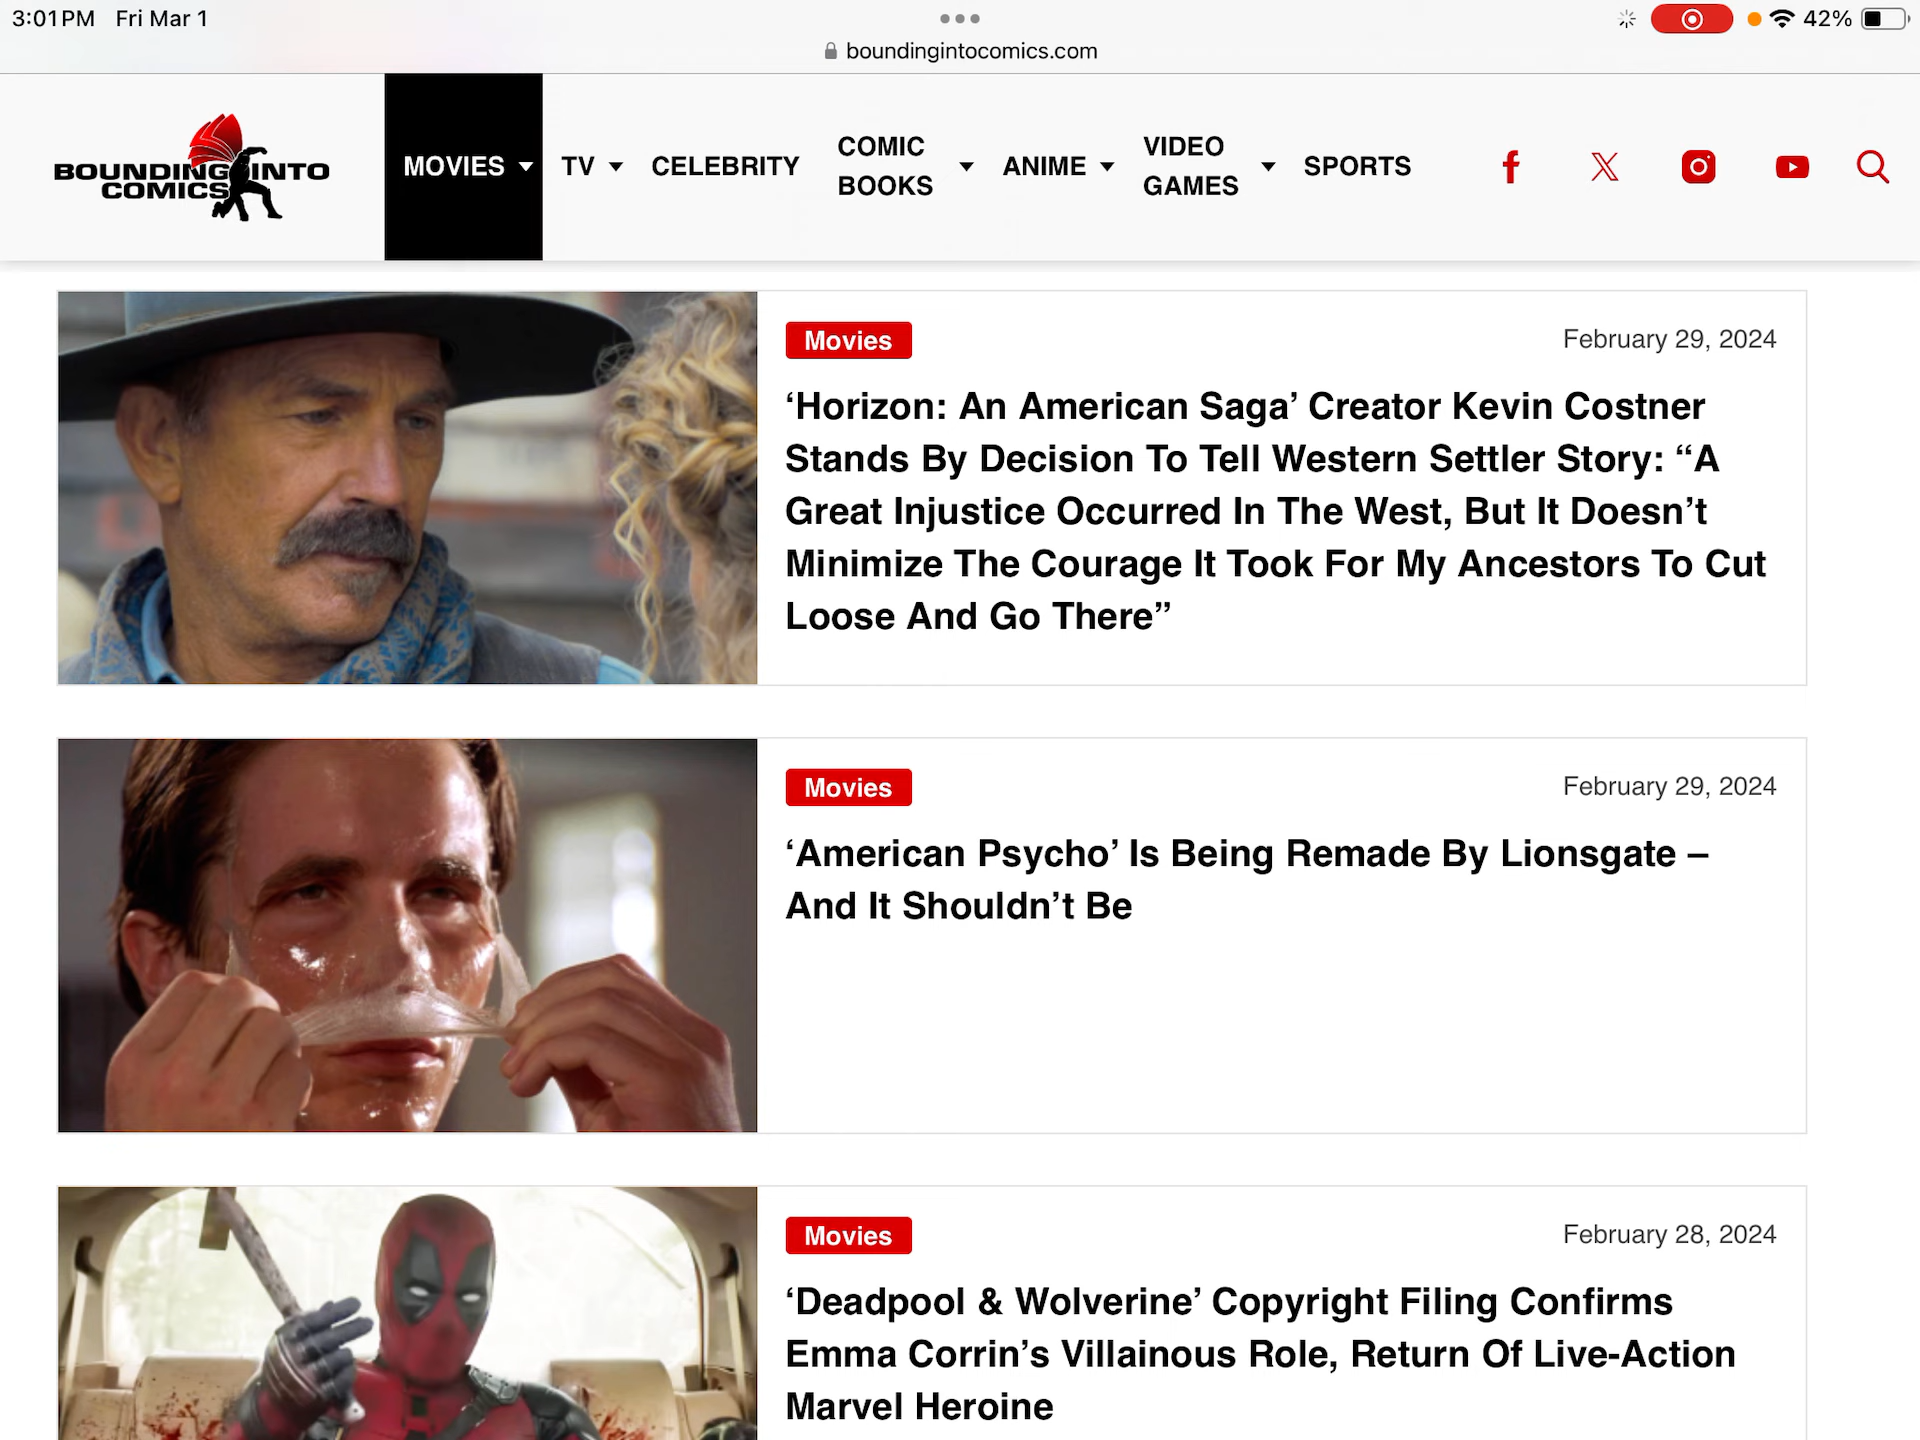 3:01 PM Fri Mar 1
42%
boundingintocomics.com
BOUNDING INTO
COMICS
MOVIES
TV
CELEBRITY
COMIC
BOOKS
ANIME
VIDEO
GAMES
SPORTS
Movies
February 29, 2024
‘Horizon: An American Saga’ Creator Kevin Costner
Stands By Decision To Tell Western Settler Story: “A
Great Injustice Occurred In The West, But It Doesn’t
Minimize The Courage It Took For My Ancestors To Cut
Loose And Go There”
Movies
February 29, 2024
‘American Psycho’ Is Being Remade By Lionsgate –
And It Shouldn’t Be
Movies
February 28, 2024
‘Deadpool & Wolverine’ Copyright Filing Confirms
Emma Corrin’s Villainous Role, Return Of Live-Action
Marvel Heroine